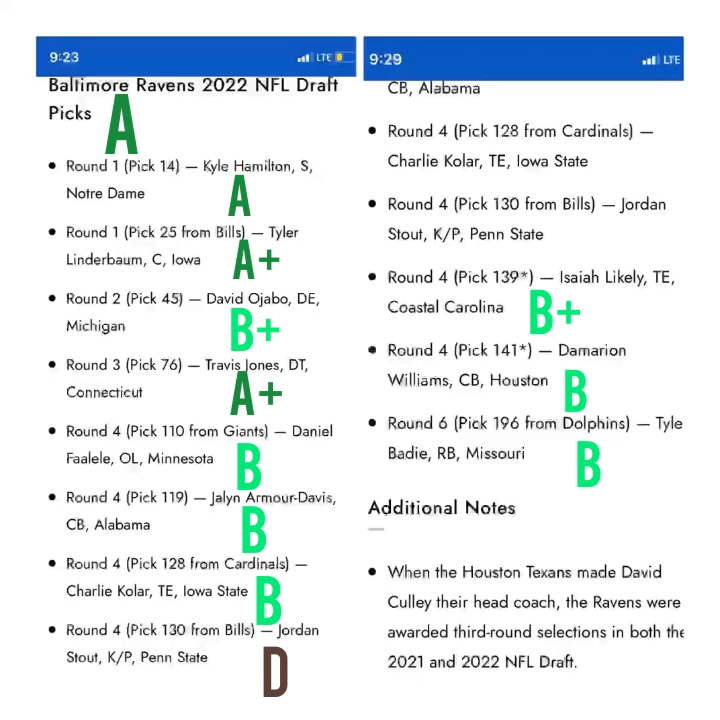 9:23 LTE
Baltimore Ravens 2022 NFL Draft
Picks
A
• Round 1 (Pick 14) — Kyle Hamilton, S,
Notre Dame
A
• Round 1 (Pick 25 from Bills) — Tyler
Linderbaum, C, Iowa
A+
• Round 2 (Pick 45) — David Ojabo, DE,
Michigan
B+
• Round 3 (Pick 76) — Travis Jones, DT,
Connecticut
A+
• Round 4 (Pick 110 from Giants) — Daniel
Faalele, OL, Minnesota
B
• Round 4 (Pick 119) — Jalyn Armour-Davis,
CB, Alabama
B
• Round 4 (Pick 128 from Cardinals) —
Charlie Kolar, TE, Iowa State
B
• Round 4 (Pick 130 from Bills) — Jordan
Stout, K/P, Penn State
D
9:29 LTE
CB, Alabama
• Round 4 (Pick 128 from Cardinals) —
Charlie Kolar, TE, Iowa State
• Round 4 (Pick 130 from Bills) — Jordan
Stout, K/P, Penn State
• Round 4 (Pick 139*) — Isaiah Likely, TE,
Coastal Carolina
B+
• Round 4 (Pick 141*) — Damarion
Williams, CB, Houston
B
• Round 6 (Pick 196 from Dolphins) — Tyle
Badie, RB, Missouri
B
Additional Notes
• When the Houston Texans made David
Culley their head coach, the Ravens were
awarded third-round selections in both the
2021 and 2022 NFL Draft.